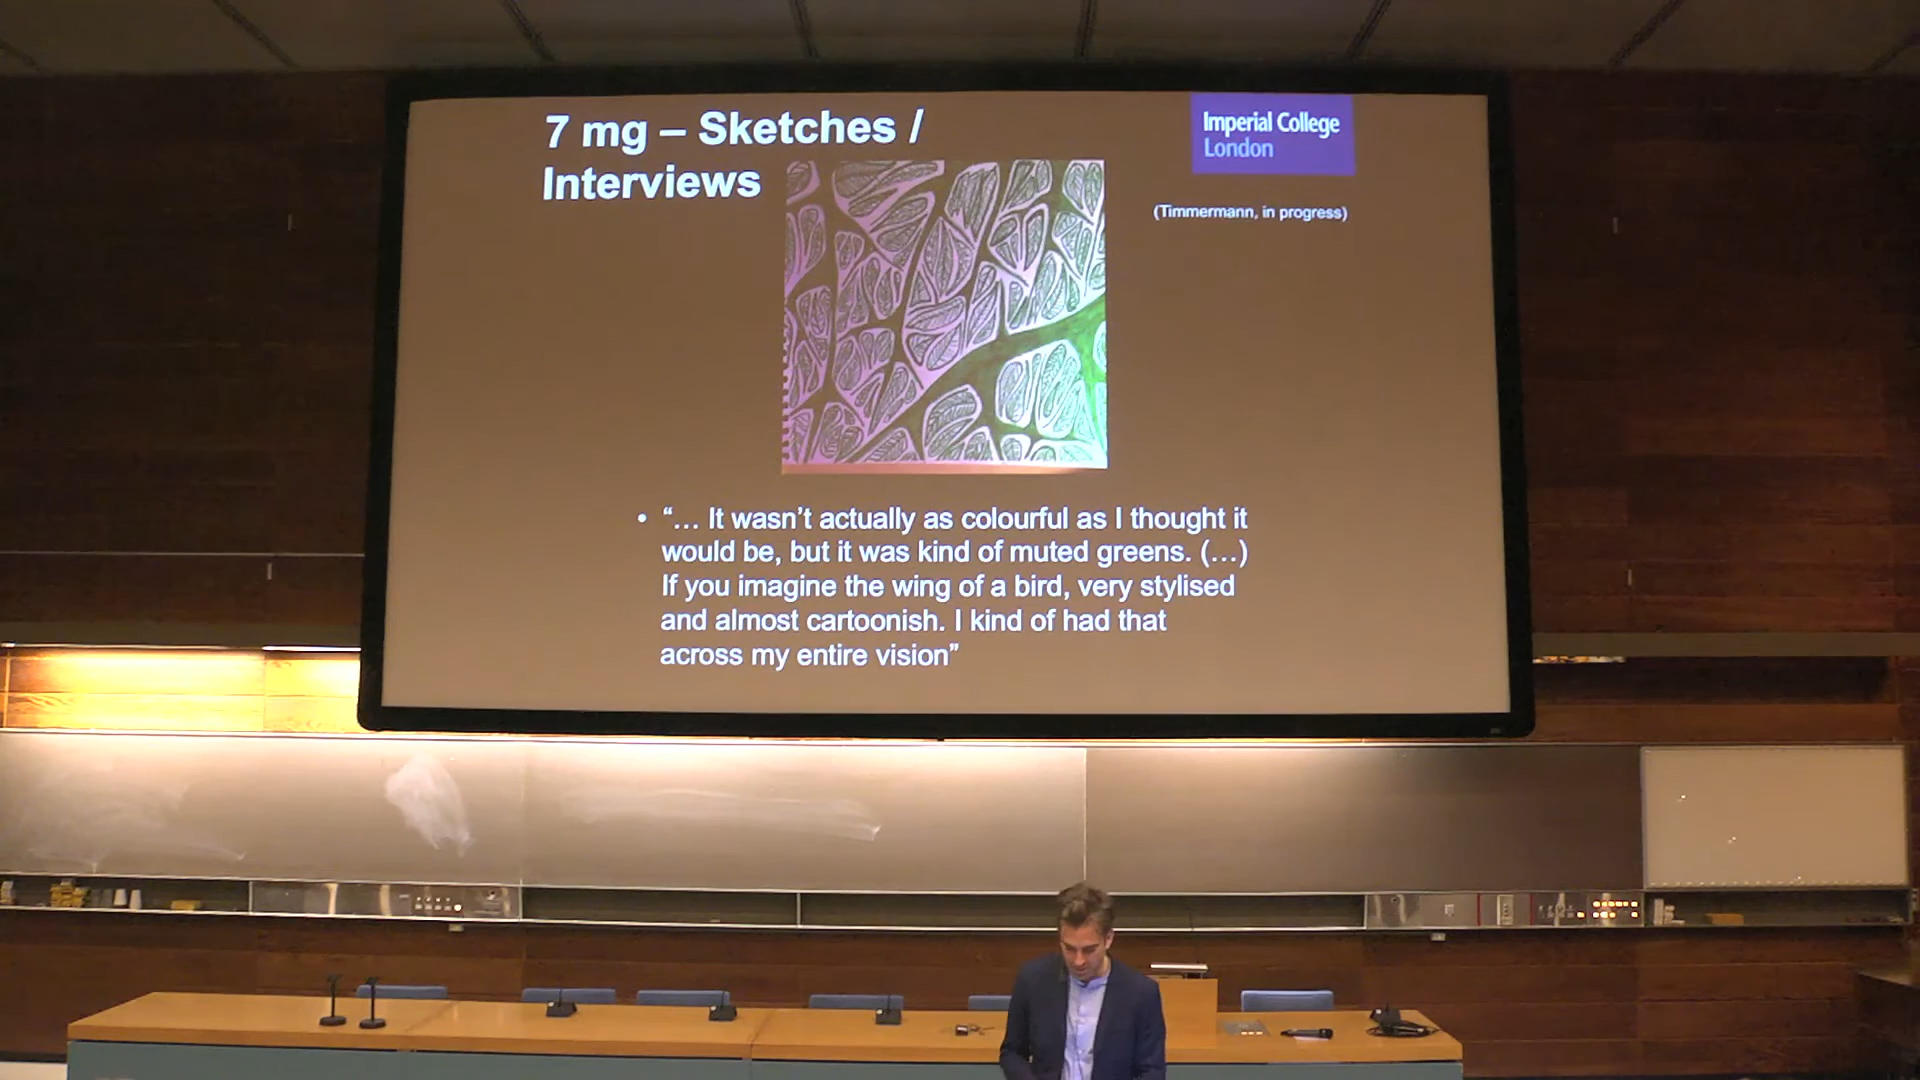 7 mg – Sketches /
Interviews
Imperial College
London
(Timmermann, in progress)
• “… It wasn’t actually as colourful as I thought it
would be, but it was kind of muted greens. (…)
If you imagine the wing of a bird, very stylised
and almost cartoonish. I kind of had that
across my entire vision”